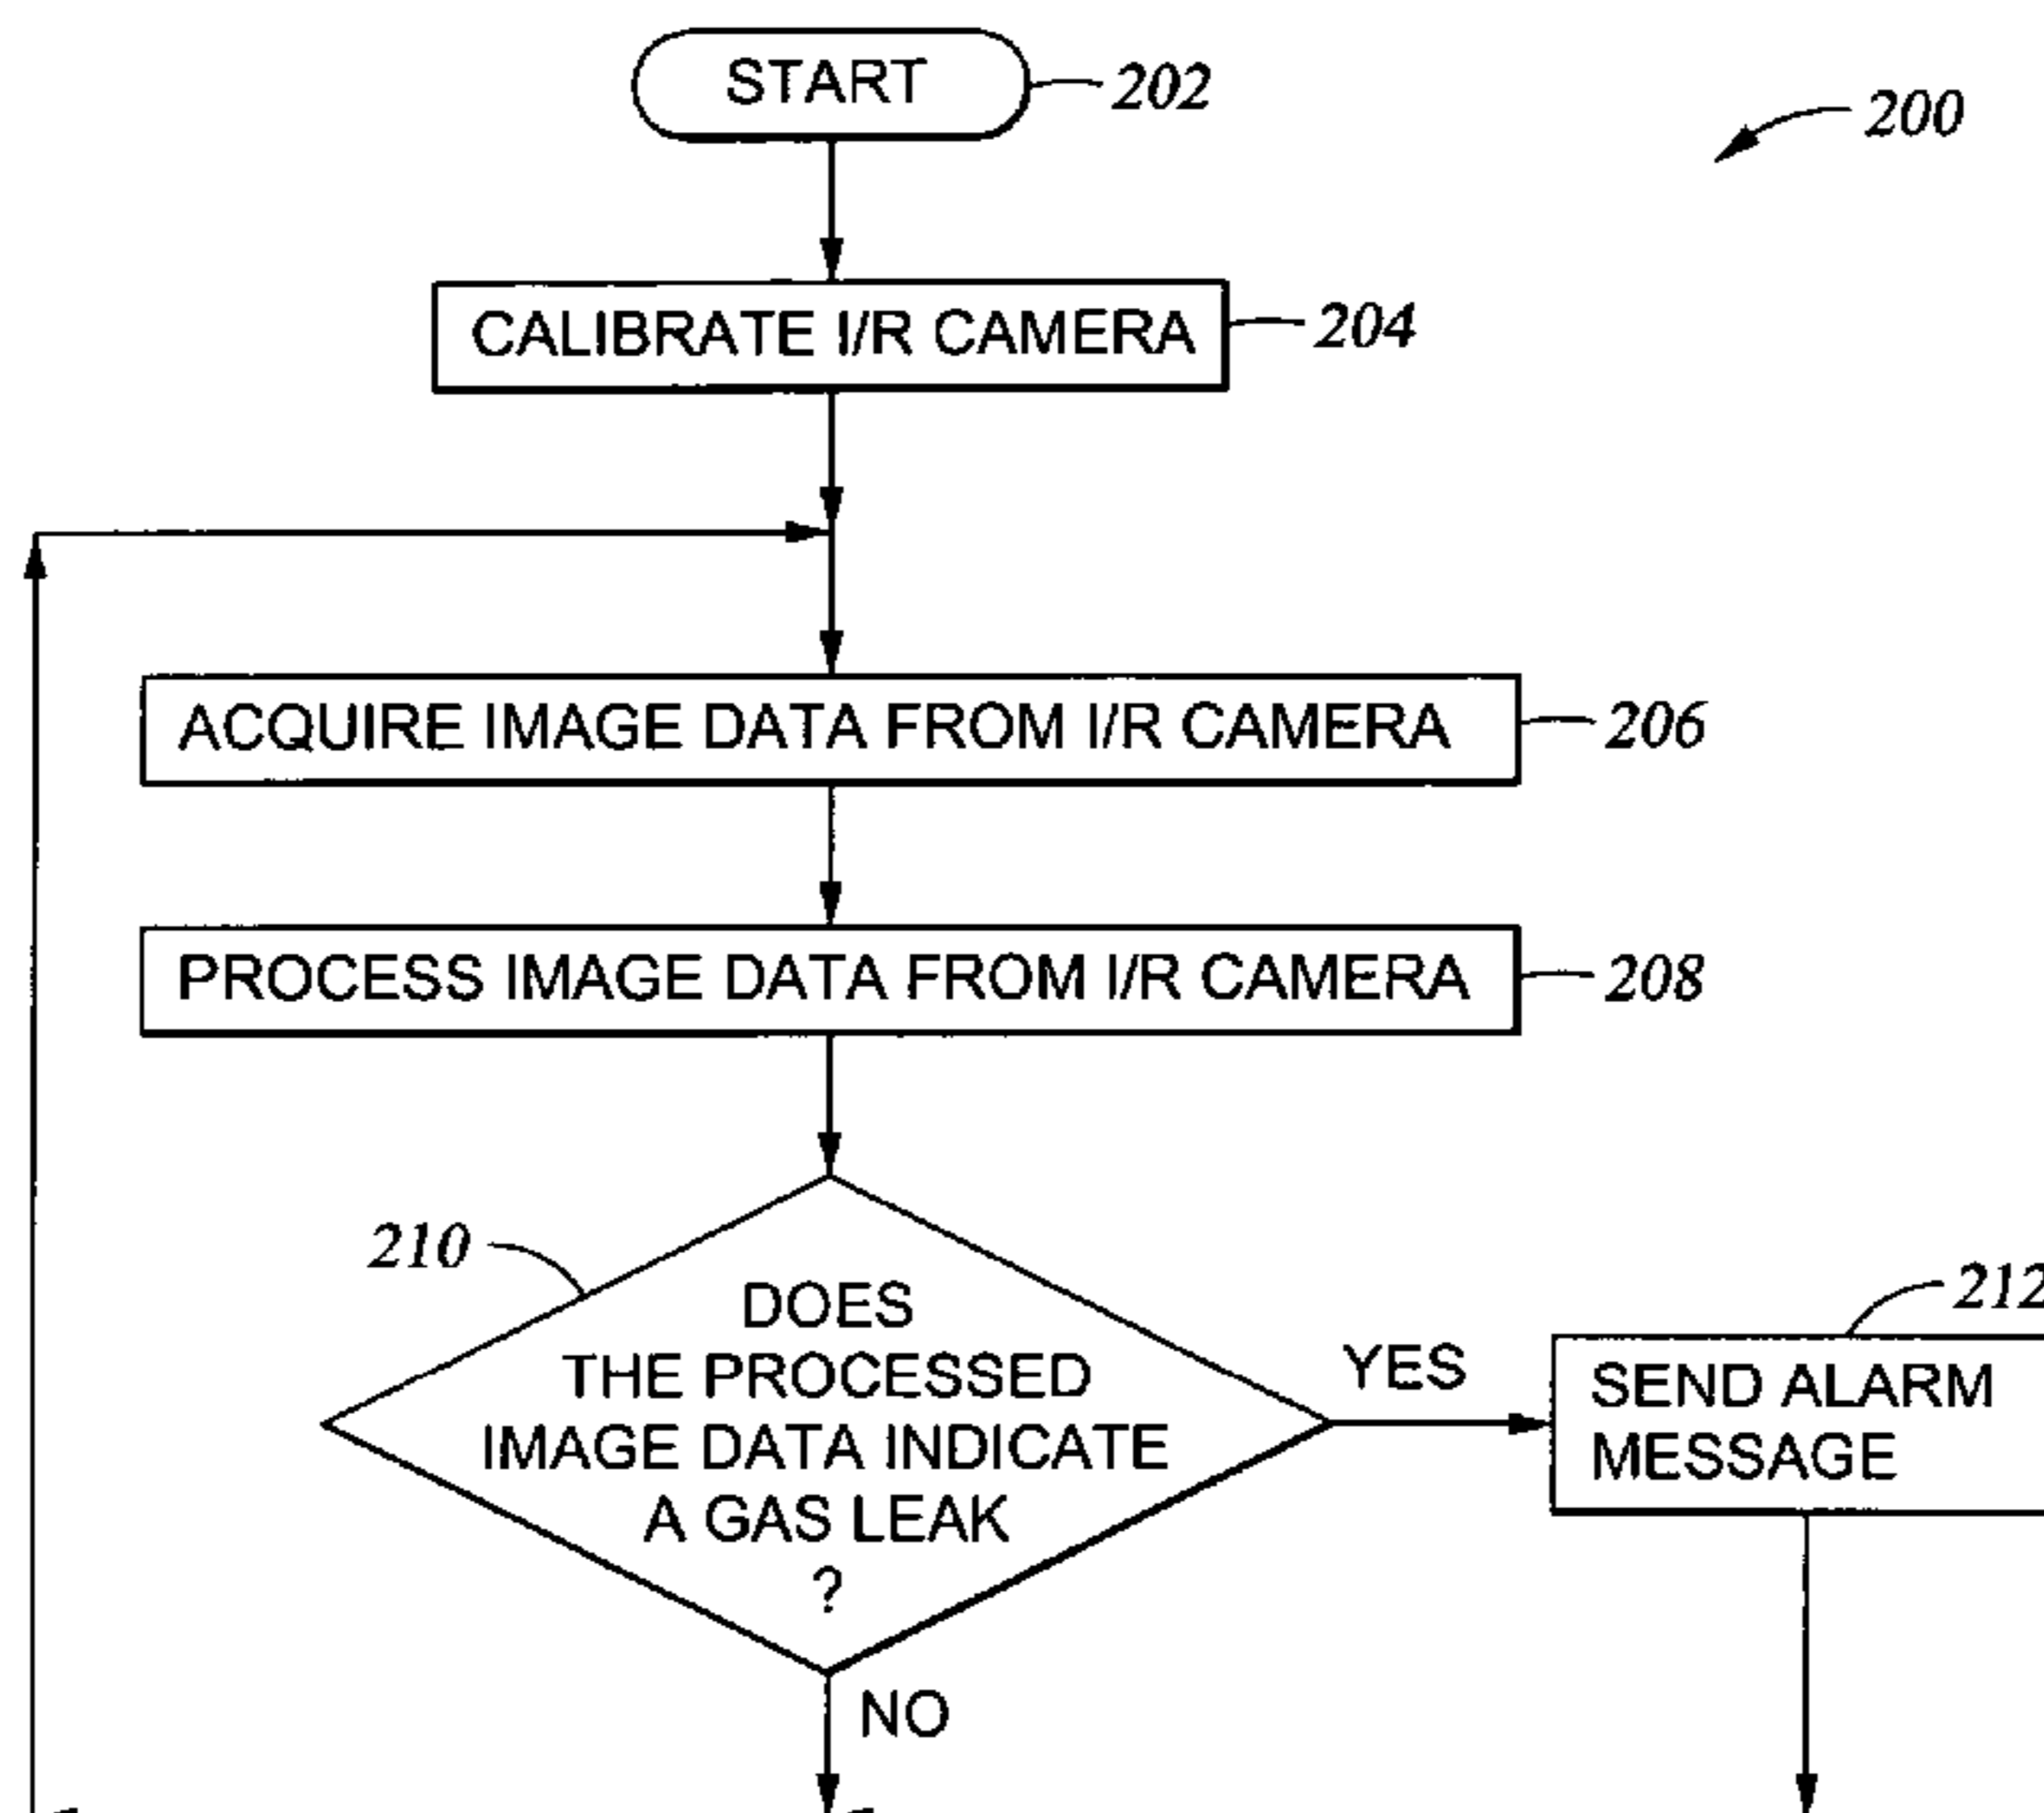 START
202
200
CALIBRATE I/R CAMERA
204
ACQUIRE IMAGE DATA FROM I/R CAMERA
206
PROCESS IMAGE DATA FROM I/R CAMERA
208
210
DOES
THE PROCESSED
IMAGE DATA INDICATE
A GAS LEAK
?
YES
212
SEND ALARM
MESSAGE
NO